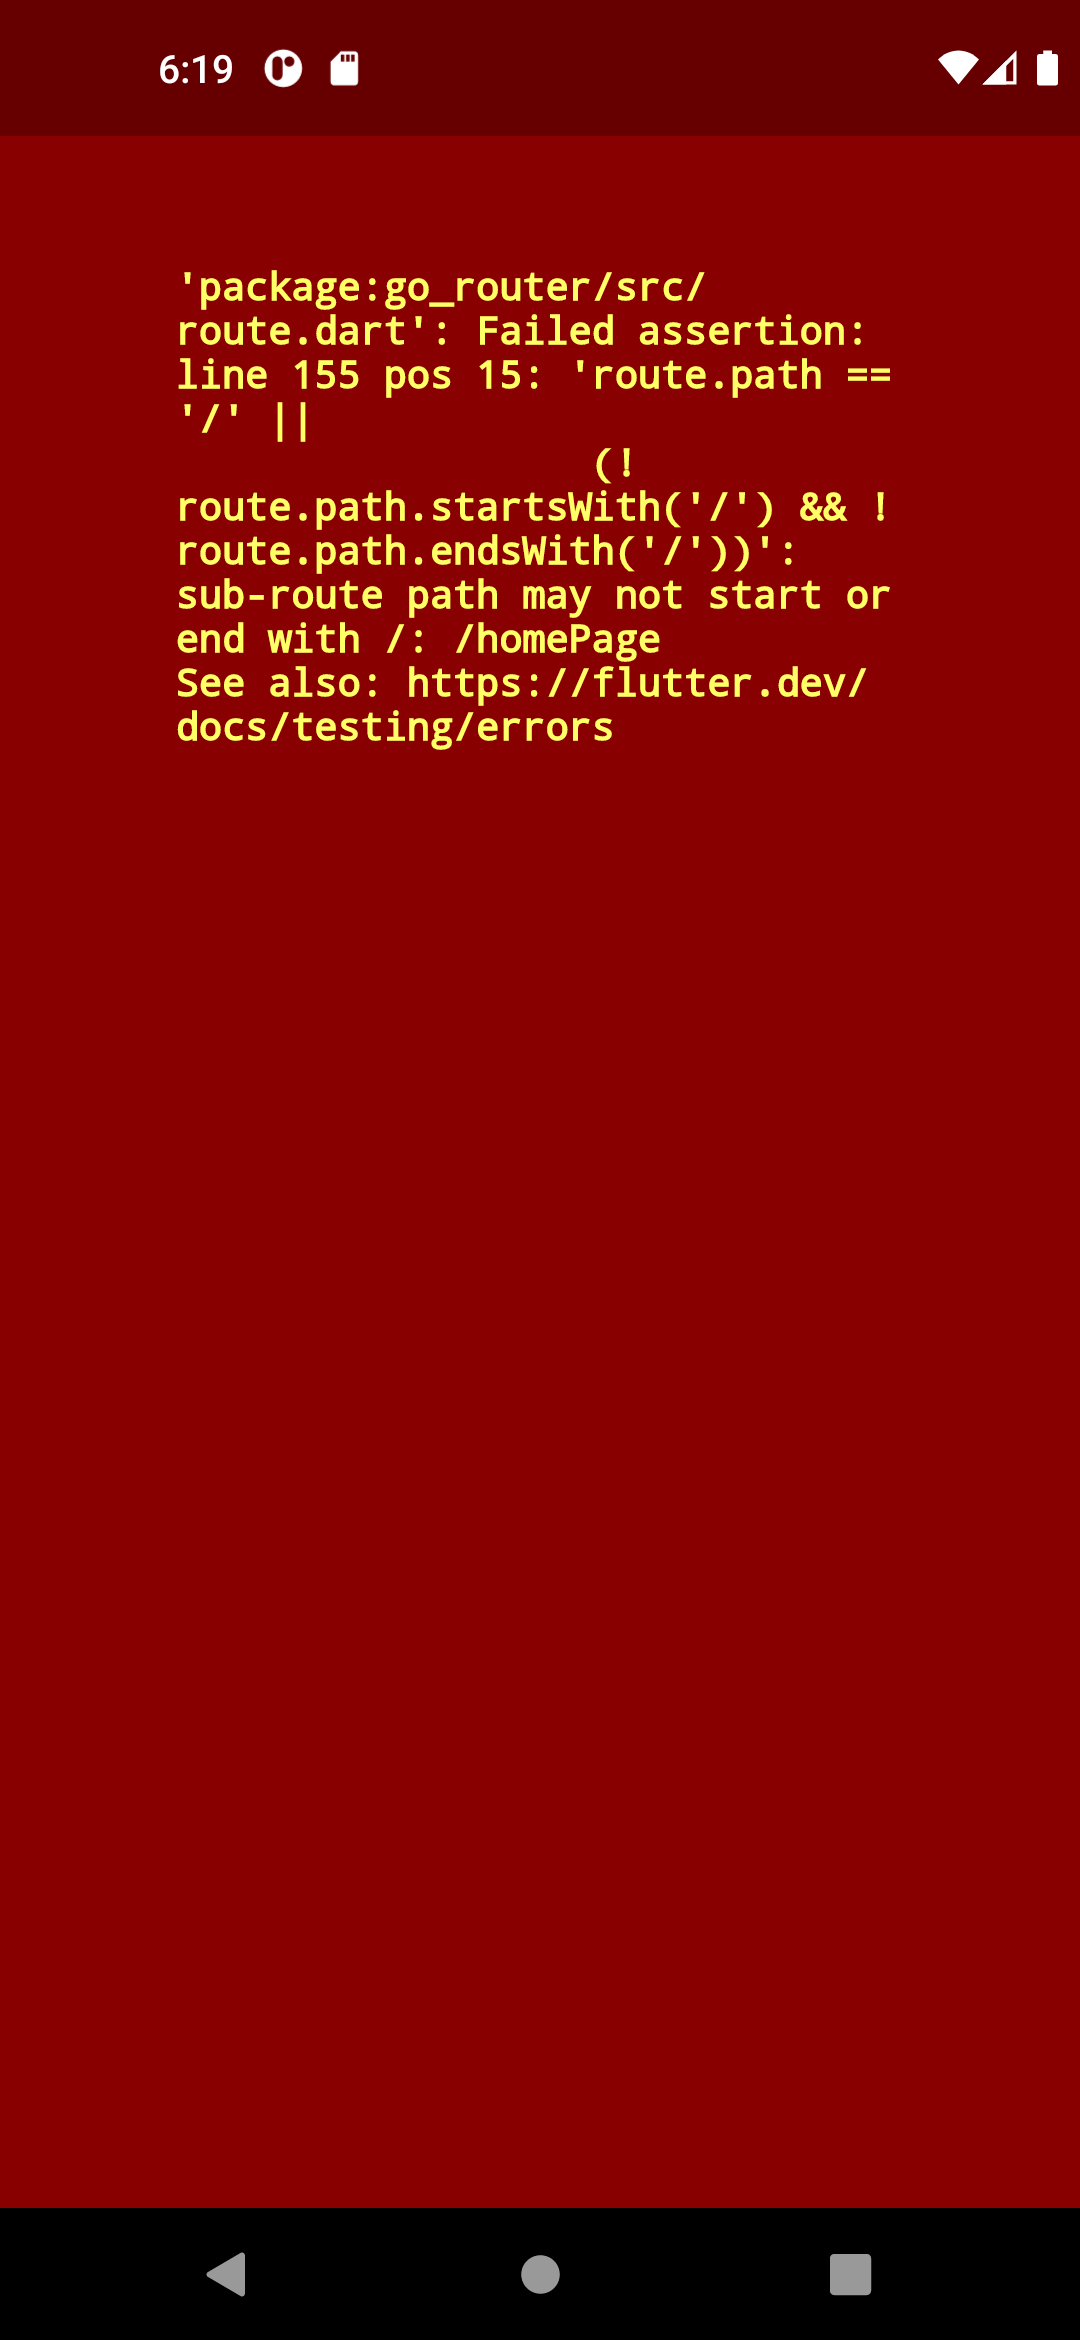 6:19
'package:go_router/src/
route.dart': Failed assertion:
line 155 pos 15: 'route.path ==
'/' ||
(!
route.path.startsWith('/') && !
route.path.endsWith('/'))':
sub-route path may not start or
end with /: /homePage
See also: https://flutter.dev/
docs/testing/errors